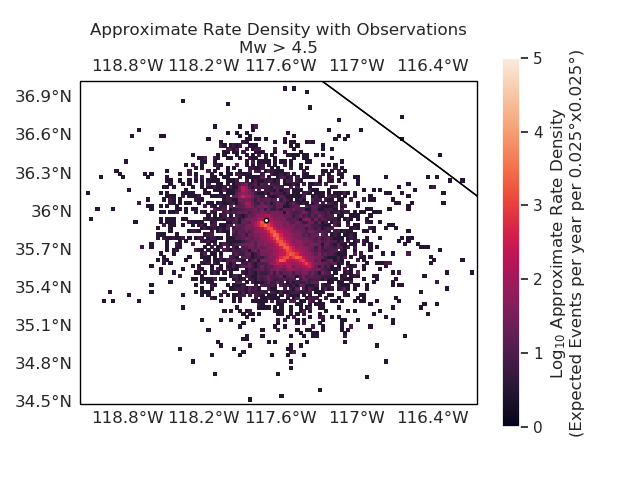 Approximate Rate Density with Observations
Mw > 4.5
118.8°W 118.2°W 117.6°W 117°W 116.4°W
36.9°N
36.6°N
36.3°N
36°N
35.7°N
35.4°N
35.1°N
34.8°N
34.5°N
118.8°W 118.2°W 117.6°W 117°W 116.4°W
5
4
3
2
1
0
Log₁₀ Approximate Rate Density
(Expected Events per year per 0.025°x0.025°)